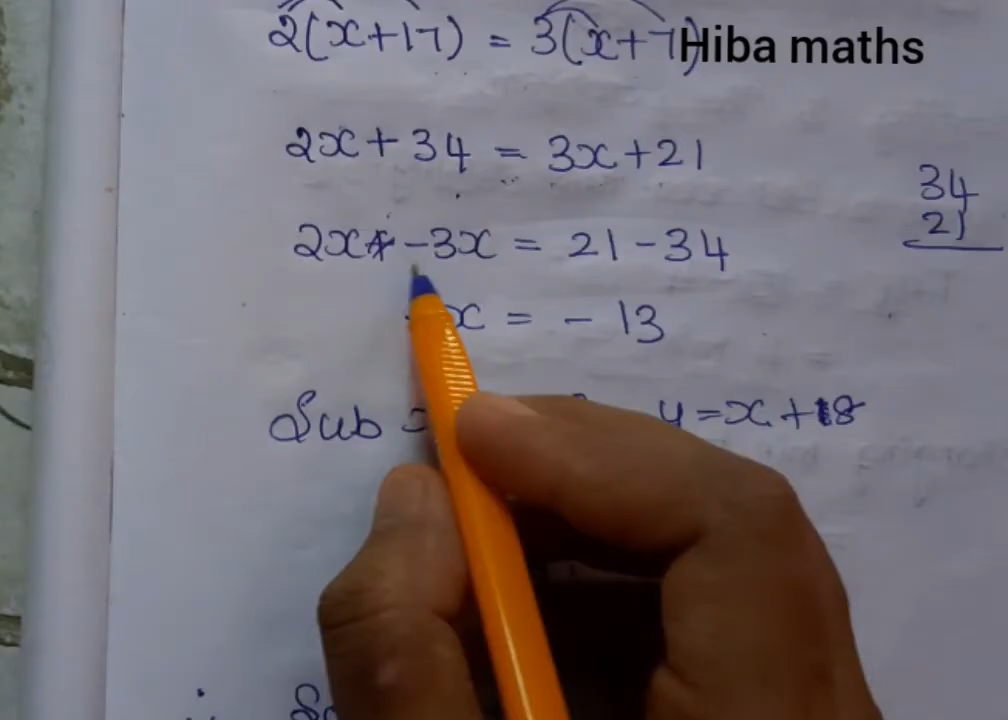 2(x+17) = 3(x+7)
Hiba maths
2x+34 = 3x+21
34
21
2x -3x = 21-34
x = - 13
Sub y=x+18